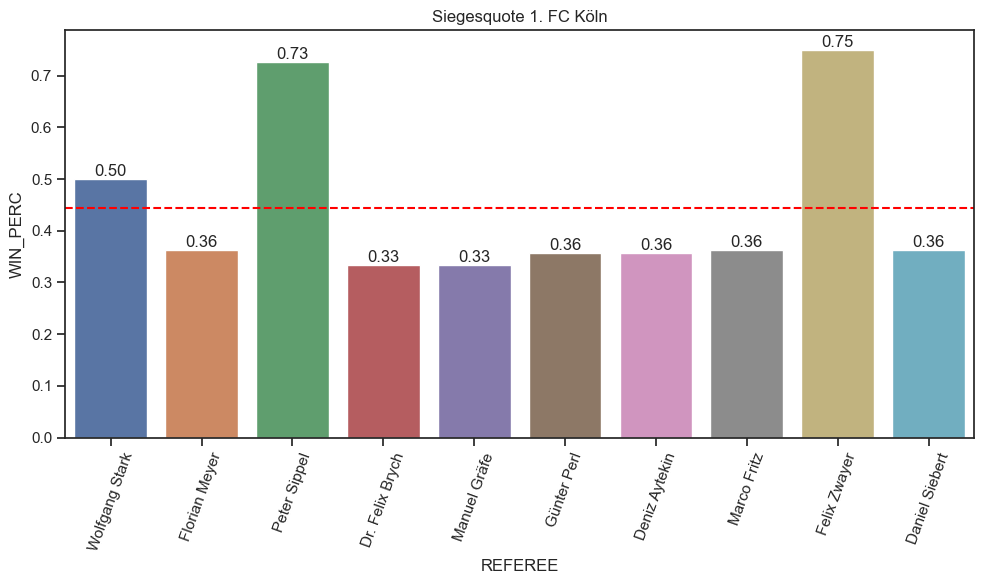 Siegesquote 1. FC Köln
WIN_PERC
0.7
0.6
0.5
0.4
0.3
0.2
0.1
0.0
0.50
0.36
0.73
0.33
0.33
0.36
0.36
0.36
0.75
0.36
Wolfgang Stark
Florian Meyer
Peter Sippel
Dr. Felix Brych
Manuel Gräfe
Günter Perl
Deniz Aytekin
Marco Fritz
Felix Zwayer
Daniel Siebert
REFEREE